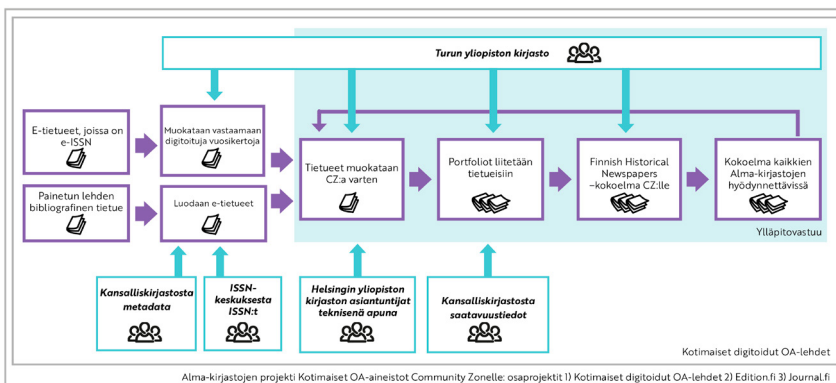 Turun yliopiston kirjasto
E-tietueet, joissa on
e-ISSN
Muokataan vastaamaan
digitoituja vuosikertoja
Painetun lehden
bibliografinen tietue
Luodaan e-tietueet
Tietueet muokataan
CZ:a varten
Portfoliot liitetään
tietueisiin
Finnish Historical
Newspapers
–kokoelma CZ:lle
Kokoelma kaikkien
Alma-kirjastojen
hyödynnettävissä
Ylläpitovastuu
Kansalliskirjastosta
metadata
ISSN-
keskuksesta
ISSN:t
Helsingin yliopiston
kirjaston asiantuntijat
teknisenä apuna
Kansalliskirjastosta
saatavuustiedot
Kotimaiset digitoidut OA-lehdet
Alma-kirjastojen projekti Kotimaiset OA-aineistot Community Zonelle: osaprojektit 1) Kotimaiset digitoidut OA-lehdet 2) Edition.fi 3) Journal.fi